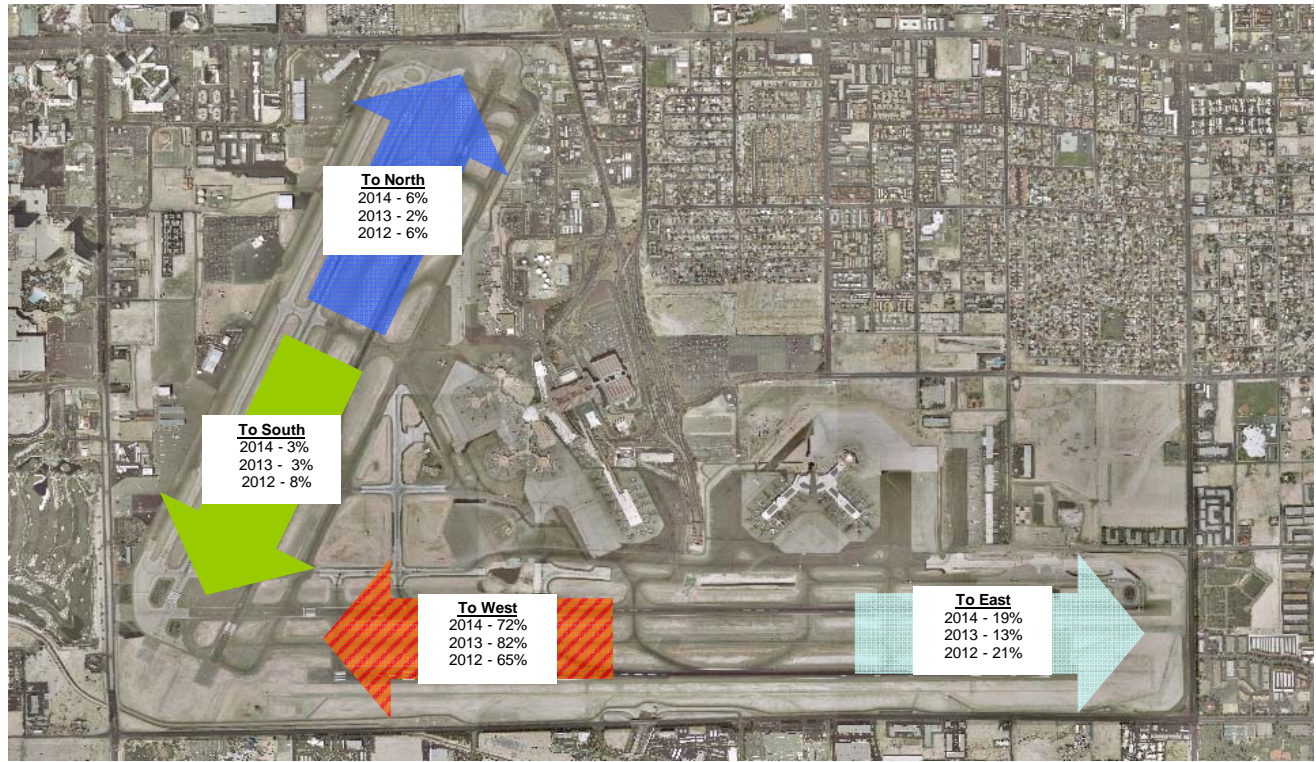 To North
2014 - 6%
2013 - 2%
2012 - 6%
To South
2014 - 3%
2013 -  3%
2012 - 8%
To West
2014 - 72%
2013 - 82%
2012 - 65%
To East
2014 - 19%
2013 - 13%
2012 - 21%